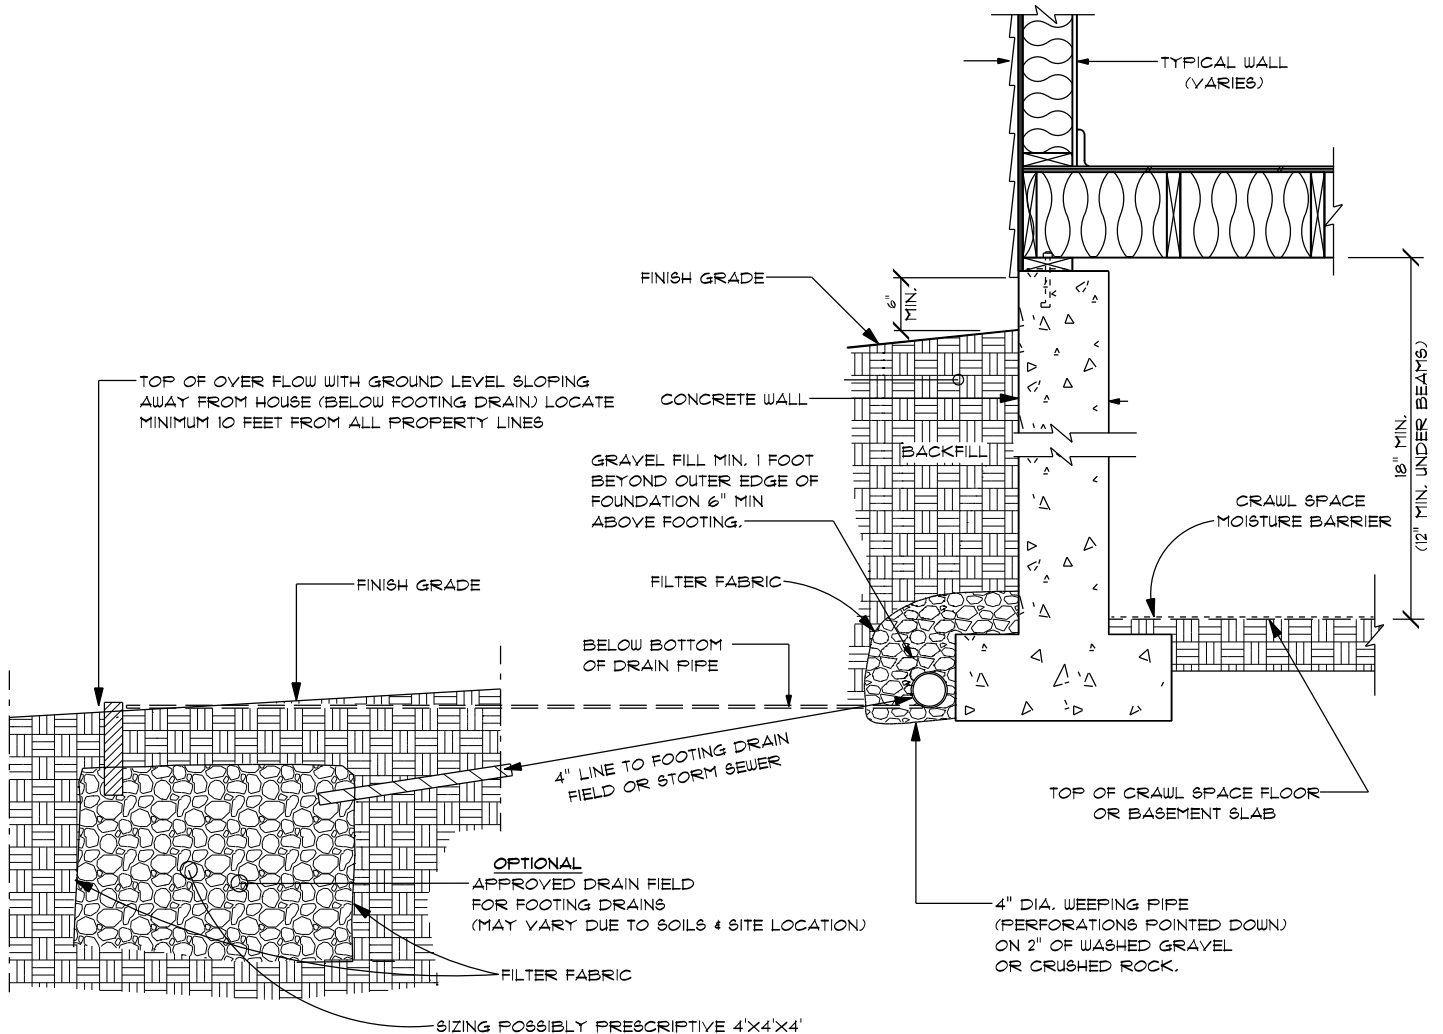 TYPICAL WALL
(VARIES)
FINISH GRADE
6"
MIN.
TOP OF OVER FLOW WITH GROUND LEVEL SLOPING
AWAY FROM HOUSE (BELOW FOOTING DRAIN) LOCATE
MINIMUM 10 FEET FROM ALL PROPERTY LINES
CONCRETE WALL
BACKFILL
GRAVEL FILL MIN. 1 FOOT
BEYOND OUTER EDGE OF
FOUNDATION 6" MIN
ABOVE FOOTING.
18" MIN.
(12" MIN. UNDER BEAMS)
CRAWL SPACE
MOISTURE BARRIER
FILTER FABRIC
FINISH GRADE
BELOW BOTTOM
OF DRAIN PIPE
4" LINE TO FOOTING DRAIN
FIELD OR STORM SEWER
TOP OF CRAWL SPACE FLOOR
OR BASEMENT SLAB
OPTIONAL
APPROVED DRAIN FIELD
FOR FOOTING DRAINS
(MAY VARY DUE TO SOILS & SITE LOCATION)
4" DIA. WEEPING PIPE
(PERFORATIONS POINTED DOWN)
ON 2" OF WASHED GRAVEL
OR CRUSHED ROCK.
FILTER FABRIC
SIZING POSSIBLY PRESCRIPTIVE 4'X4'X4'